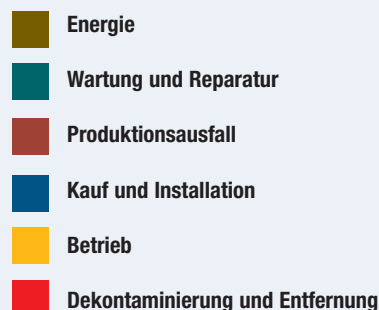 Energie
Wartung und Reparatur
Produktionsausfall
Kauf und Installation
Betrieb
Dekontaminierung und Entfernung